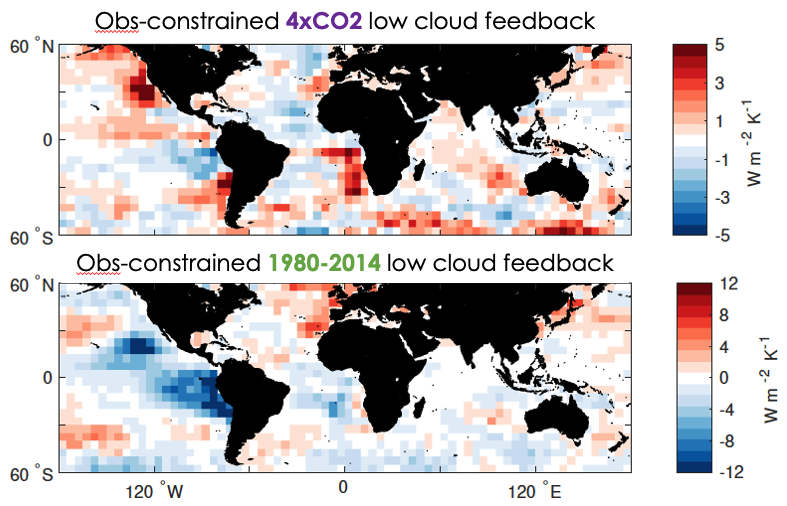 Obs-constrained 4xCO2 low cloud feedback
60 °N
0
60 °S
5
3
1
-1
-3
-5
W m -2 K-1
Obs-constrained 1980-2014 low cloud feedback
60 °N
0
60 °S
120 °W
0
120 °E
12
8
4
0
-4
-8
-12
W m -2 K-1